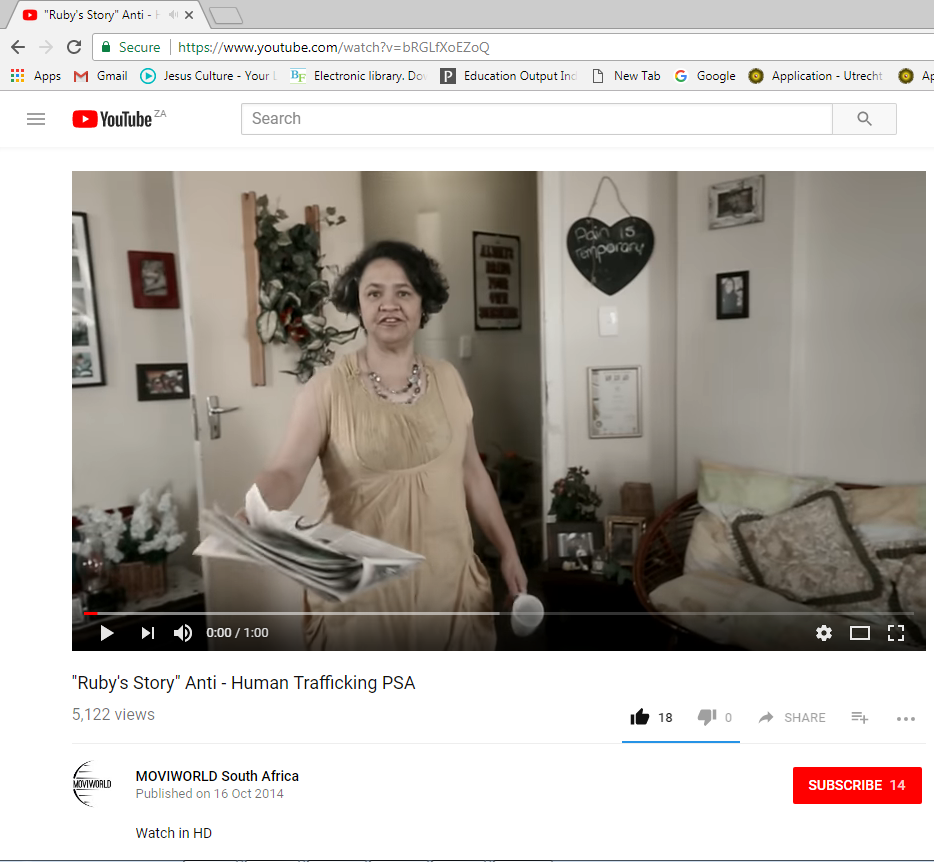 "Ruby's Story" Anti -
Secure https://www.youtube.com/watch?v=bRGLfXoEZoQ
Apps Gmail Jesus Culture - Your Electronic library. Do Education Output Ind New Tab Google Application - Utrecht Ap
YouTube ZA Search
Pain is
Temporary
ALWAYS
0:00 / 1:00
"Ruby's Story" Anti - Human Trafficking PSA
5,122 views
18 0 SHARE
MOVIWORLD
MOVIWORLD South Africa
Published on 16 Oct 2014
SUBSCRIBE 14
Watch in HD